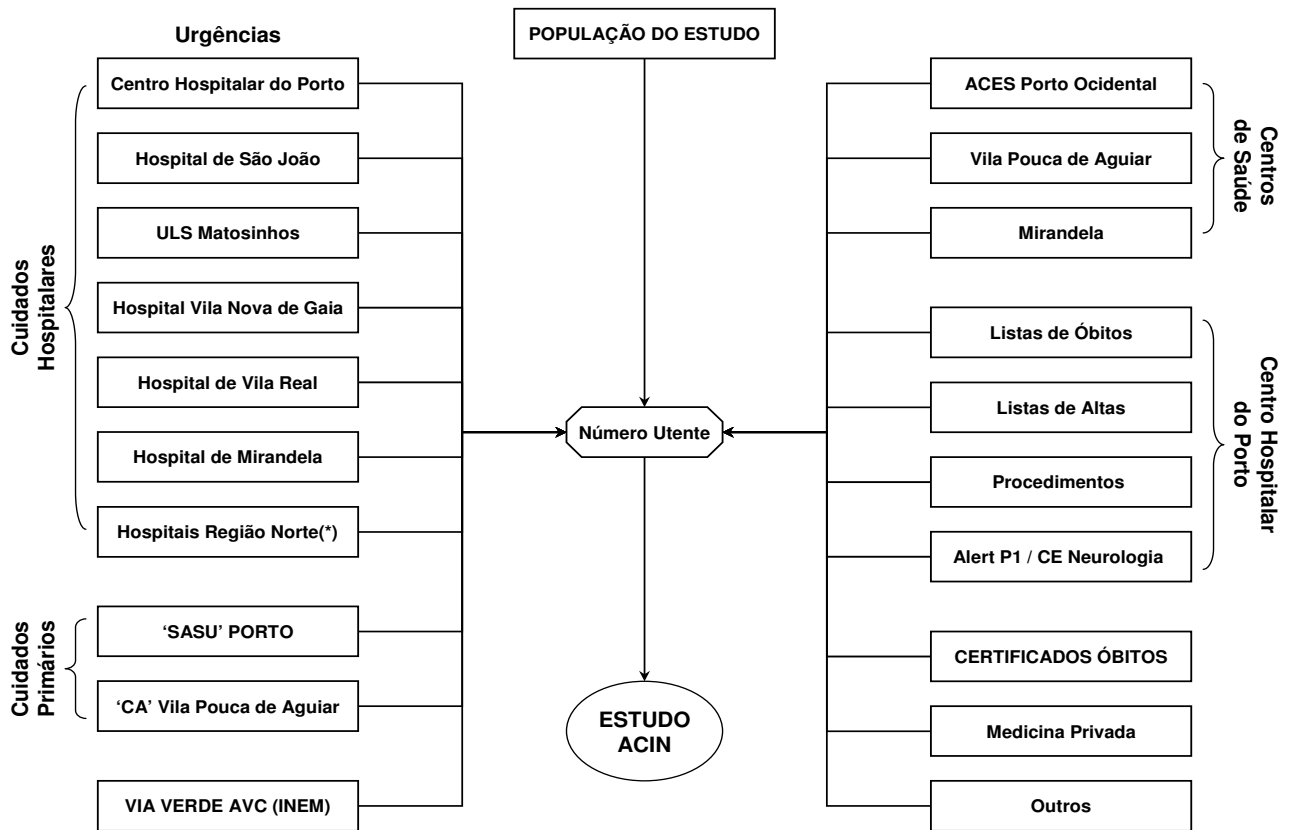 Urgências
POPULAÇÃO DO ESTUDO
Cuidados
Hospitalares
Centro Hospitalar do Porto
Hospital de São João
ULS Matosinhos
Hospital Vila Nova de Gaia
Hospital de Vila Real
Hospital de Mirandela
Hospitais Região Norte(*)
Cuidados
Primários
‘SASU’ PORTO
‘CA’ Vila Pouca de Aguiar
VIA VERDE AVC (INEM)
Número Utente
ESTUDO
ACIN
ACES Porto Ocidental
Vila Pouca de Aguiar
Mirandela
Centros
de Saúde
Listas de Óbitos
Listas de Altas
Procedimentos
Alert P1 / CE Neurologia
Centro Hospitalar
do Porto
CERTIFICADOS ÓBITOS
Medicina Privada
Outros